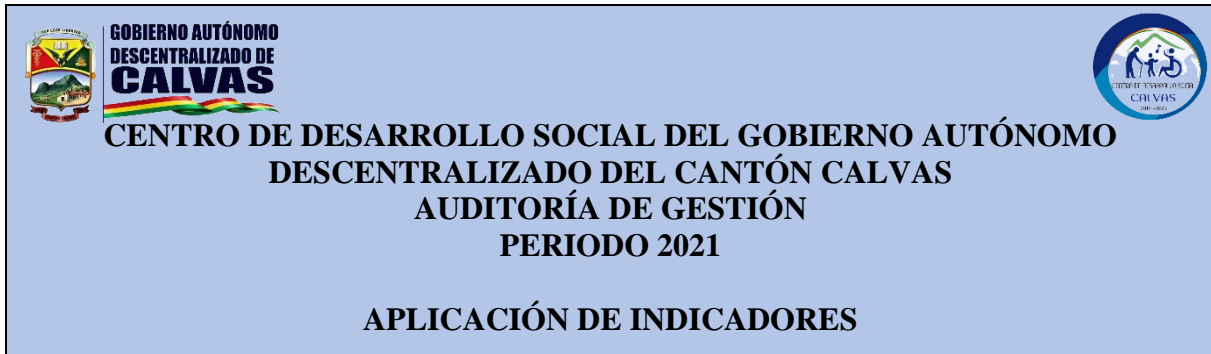 GOBIERNO AUTÓNOMO
DESCENTRALIZADO DE
CALVAS
CALVAS
CENTRO DE DESARROLLO SOCIAL DEL GOBIERNO AUTÓNOMO
DESCENTRALIZADO DEL CANTÓN CALVAS
AUDITORÍA DE GESTIÓN
PERIODO 2021
APLICACIÓN DE INDICADORES